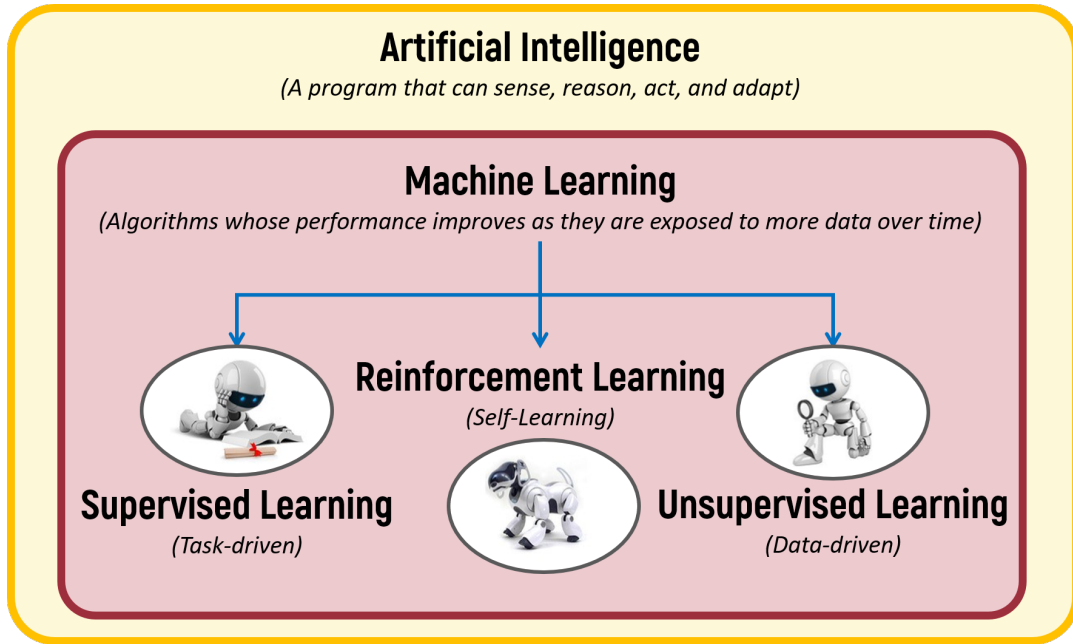 Artificial Intelligence
(A program that can sense, reason, act, and adapt)
Machine Learning
(Algorithms whose performance improves as they are exposed to more data over time)
Reinforcement Learning
(Self-Learning)
Supervised Learning
(Task-driven)
Unsupervised Learning
(Data-driven)